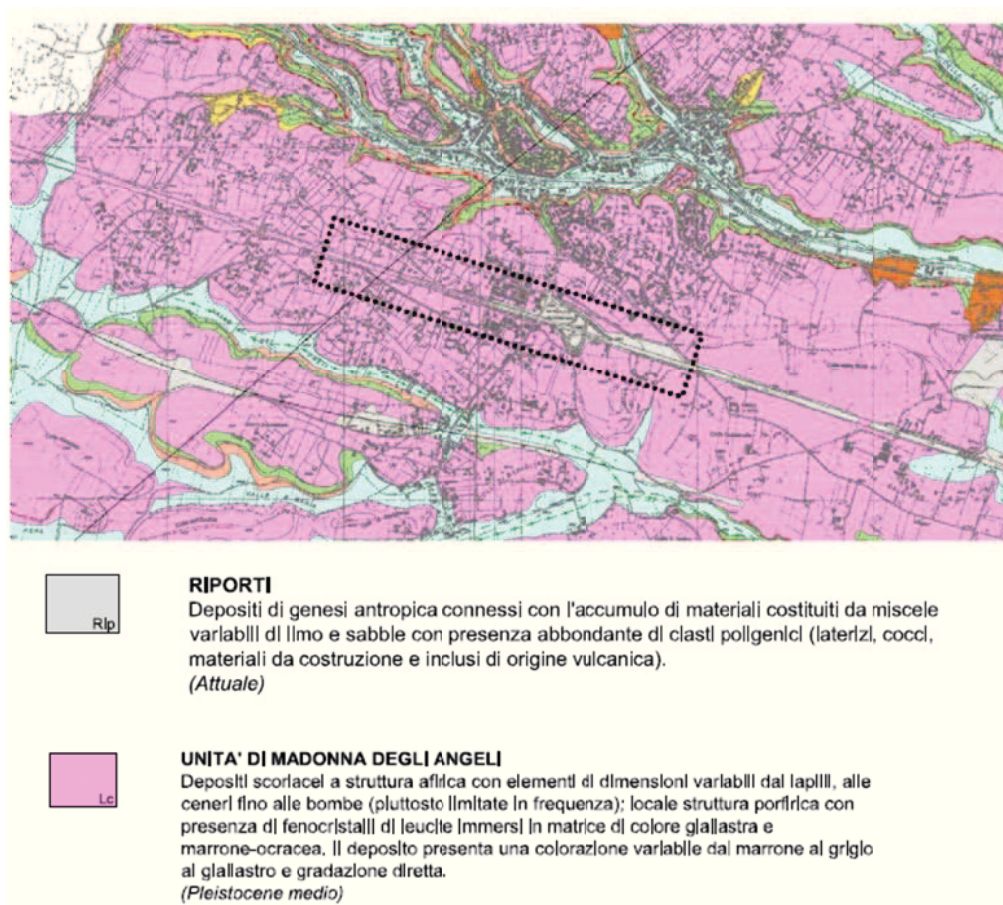 RIPORTI
Depositi di genesi antropica connessi con l'accumulo di materiali costituiti da miscele
variabili di limo e sabbie con presenza abbondante di clasti poligenici (laterizi, cocci,
materiali da costruzione e inclusi di origine vulcanica).
(Attuale)
Rip
UNITA' DI MADONNA DEGLI ANGELI
Depositi scoriacei a struttura afirica con elementi di dimensioni variabili dai lapilli, alle
ceneri fino alle bombe (piuttosto limitate in frequenza); locale struttura porfirica con
presenza di fenocristalli di leucite immersi in matrice di colore giallastra e
marrone-ocracea. Il deposito presenta una colorazione variabile dal marrone al grigio
al giallastro e gradazione diretta.
(Pleistocene medio)
Lc